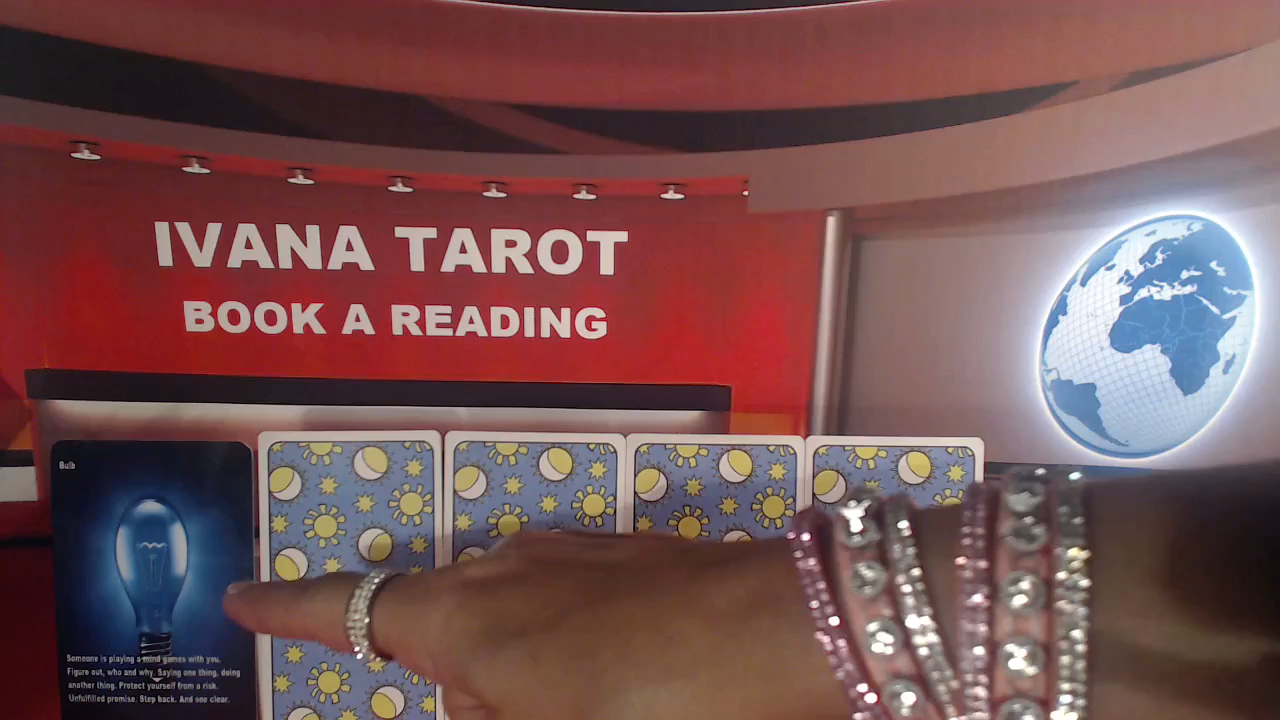 IVANA TAROT
BOOK A READING
Bulb
Someone is playing a mind games with you.
Figure out, who and why. Saying one thing, doing
another thing. Protect yourself from a risk.
Unfulfilled promise. Step back. And see clear.